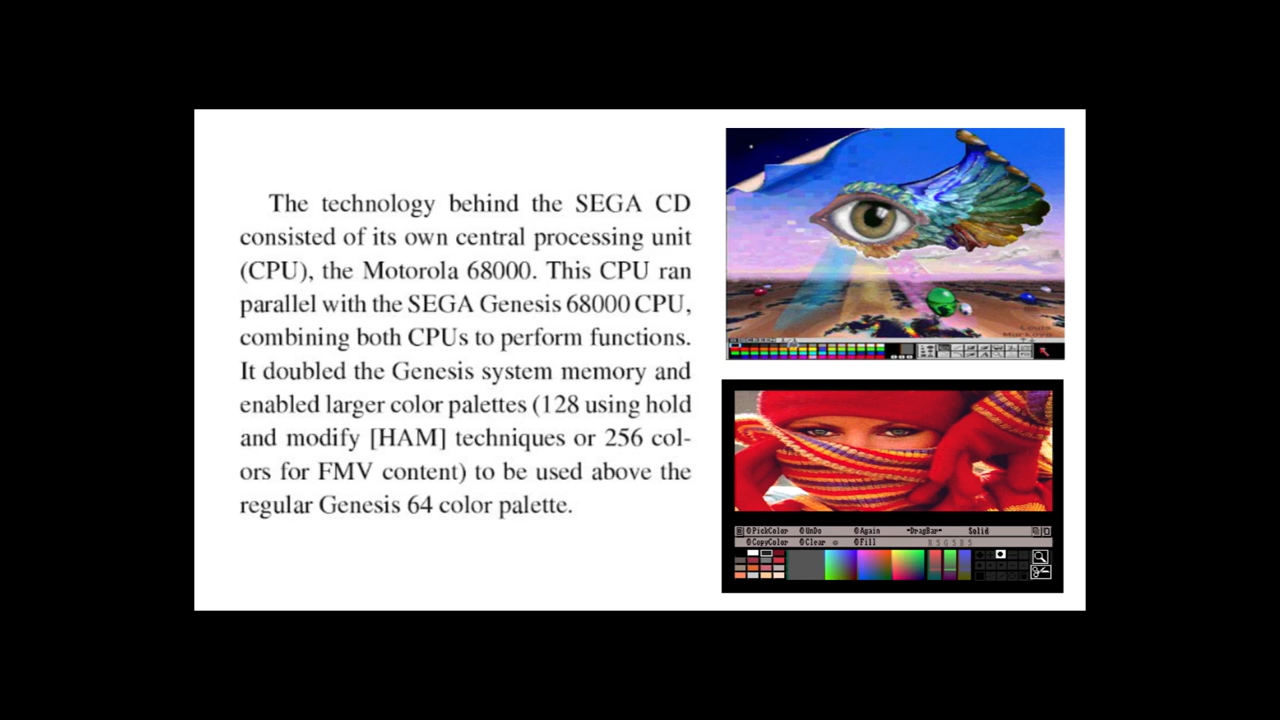 The technology behind the SEGA CD
consisted of its own central processing unit
(CPU), the Motorola 68000. This CPU ran
parallel with the SEGA Genesis 68000 CPU,
combining both CPUs to perform functions.
It doubled the Genesis system memory and
enabled larger color palettes (128 using hold
and modify [HAM] techniques or 256 col-
ors for FMV content) to be used above the
regular Genesis 64 color palette.
PickColor UnDo Again -DragBar- Solid
CopyColor Clear Fill